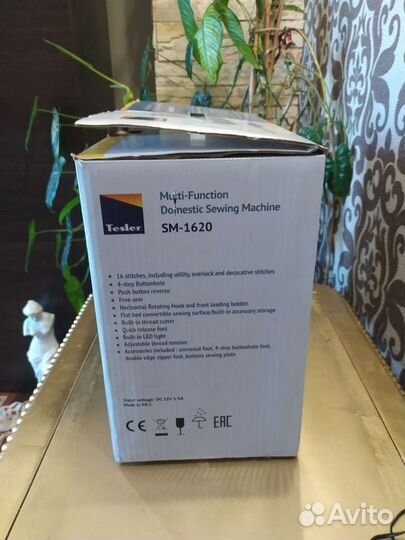 Multi-Function
Domestic Sewing Machine
Tesler
SM-1620
• 16 stitches, including utility, overlock and decorative stitches
• 4-step Buttonhole
• Push button reverse
• Free-arm
• Horizontal Rotating Hook and front loading bobbin
• Flat bed convertible sewing surface/built-in accessory storage
• Built-in thread cutter
• Quick release foot
• Built-in LED light
• Adjustable thread tension
• Accessories included : universal foot, 4-step buttonhole foot,
double edge zipper foot, buttons sewing plate
Input voltage: DC 12V 1.5A
Made in P.R.C.
CE EAC
Avito